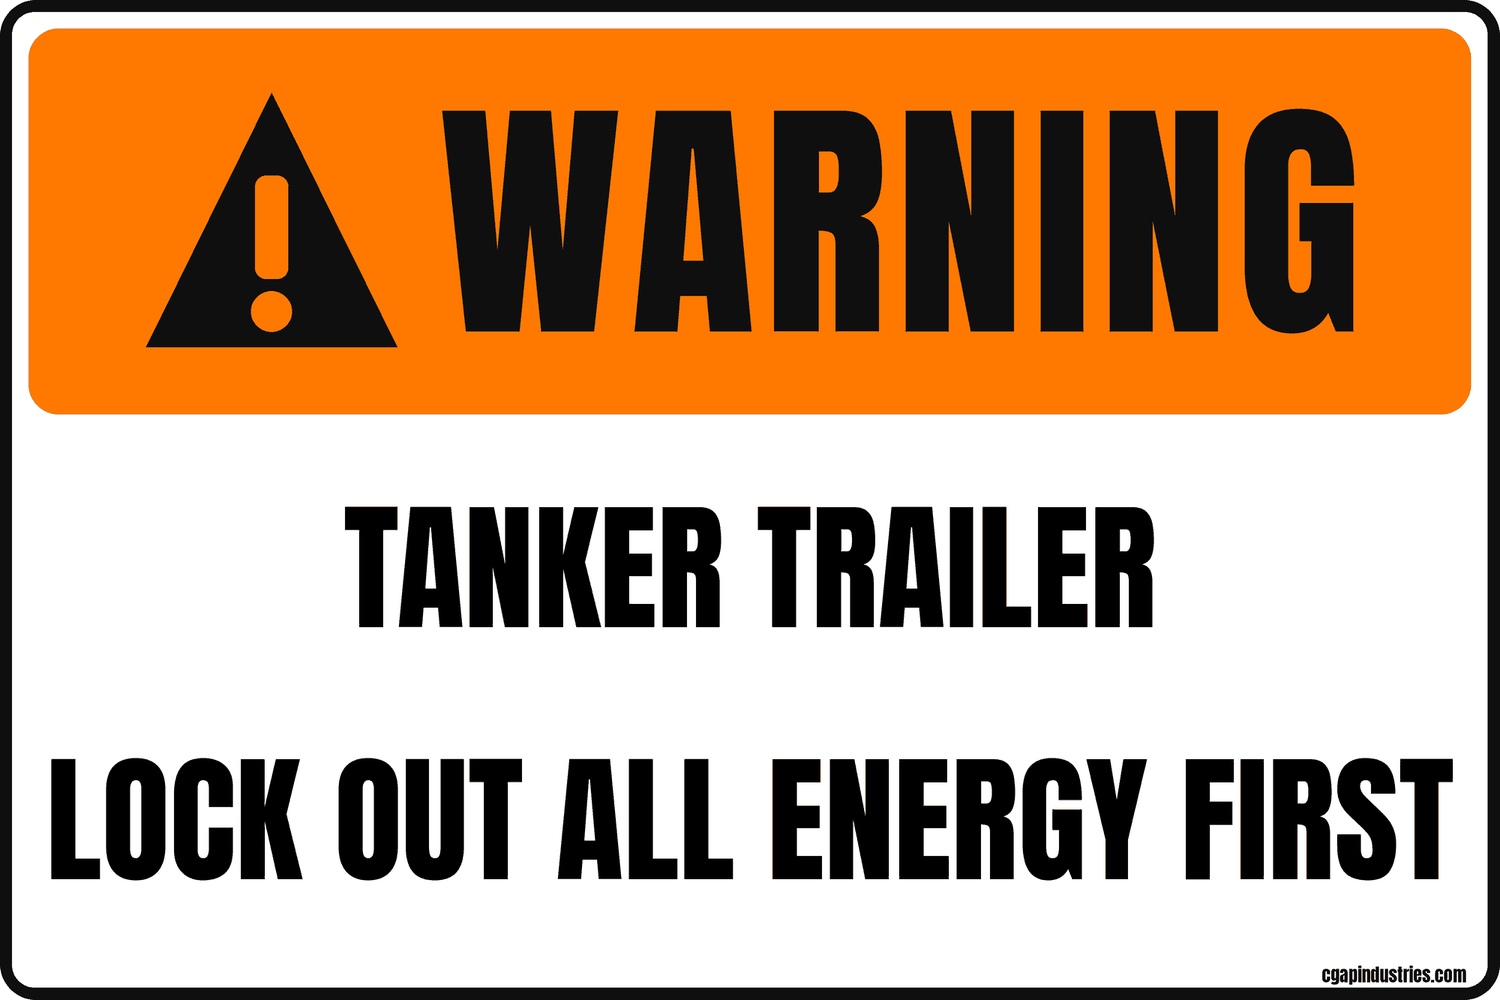 WARNING
TANKER TRAILER
LOCK OUT ALL ENERGY FIRST
cgapindustries.com